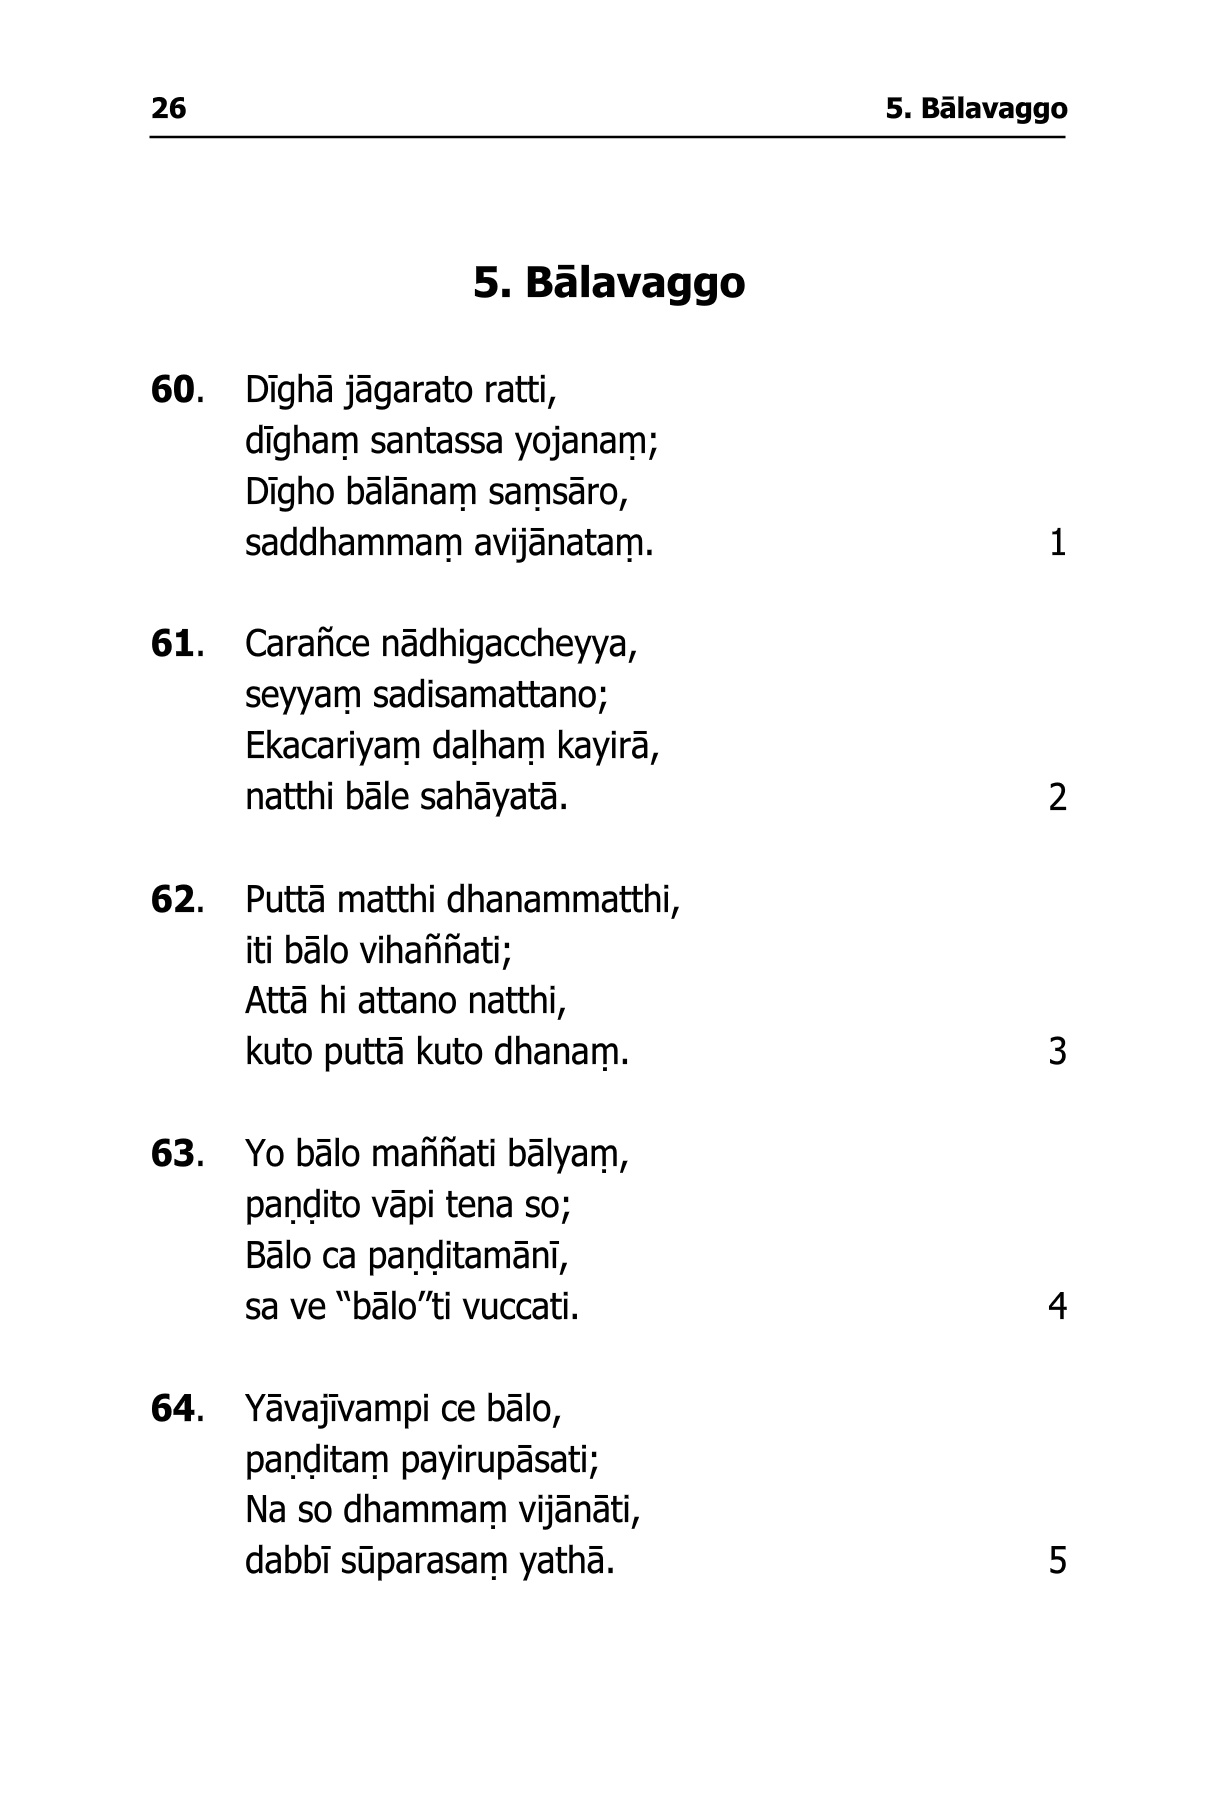 26 5. Bālavaggo
5. Bālavaggo
60. Dīghā jāgarato ratti,
dīghaṃ santassa yojanaṃ;
Dīgho bālānaṃ saṃsāro,
saddhammaṃ avijānataṃ. 1
61. Carañce nādhigaccheyya,
seyyaṃ sadisamattano;
Ekacariyaṃ daḷhaṃ kayirā,
natthi bāle sahāyatā. 2
62. Puttā matthi dhanammatthi,
iti bālo vihaññati;
Attā hi attano natthi,
kuto puttā kuto dhanaṃ. 3
63. Yo bālo maññati bālyaṃ,
paṇḍito vāpi tena so;
Bālo ca paṇḍitamānī,
sa ve “bālo”ti vuccati. 4
64. Yāvajīvampi ce bālo,
paṇḍitaṃ payirupāsati;
Na so dhammaṃ vijānāti,
dabbī sūparasaṃ yathā. 5